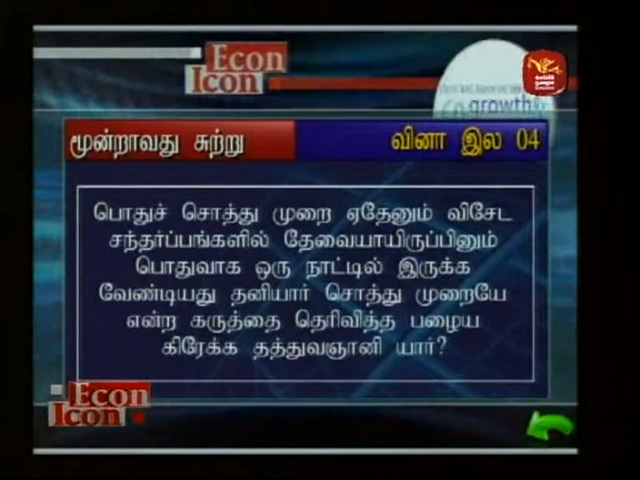 Econ
Icon
growth
மூன்றாவது சுற்று
வினா இல 04
பொதுச் சொத்து முறை ஏதேனும் விசேட
சந்தர்ப்பங்களில் தேவையாயிருப்பினும்
பொதுவாக ஒரு நாட்டில் இருக்க
வேண்டியது தனியார் சொத்து முறையே
என்ற கருத்தை தெரிவித்த பழைய
கிரேக்க தத்துவஞானி யார்?
Econ
Icon